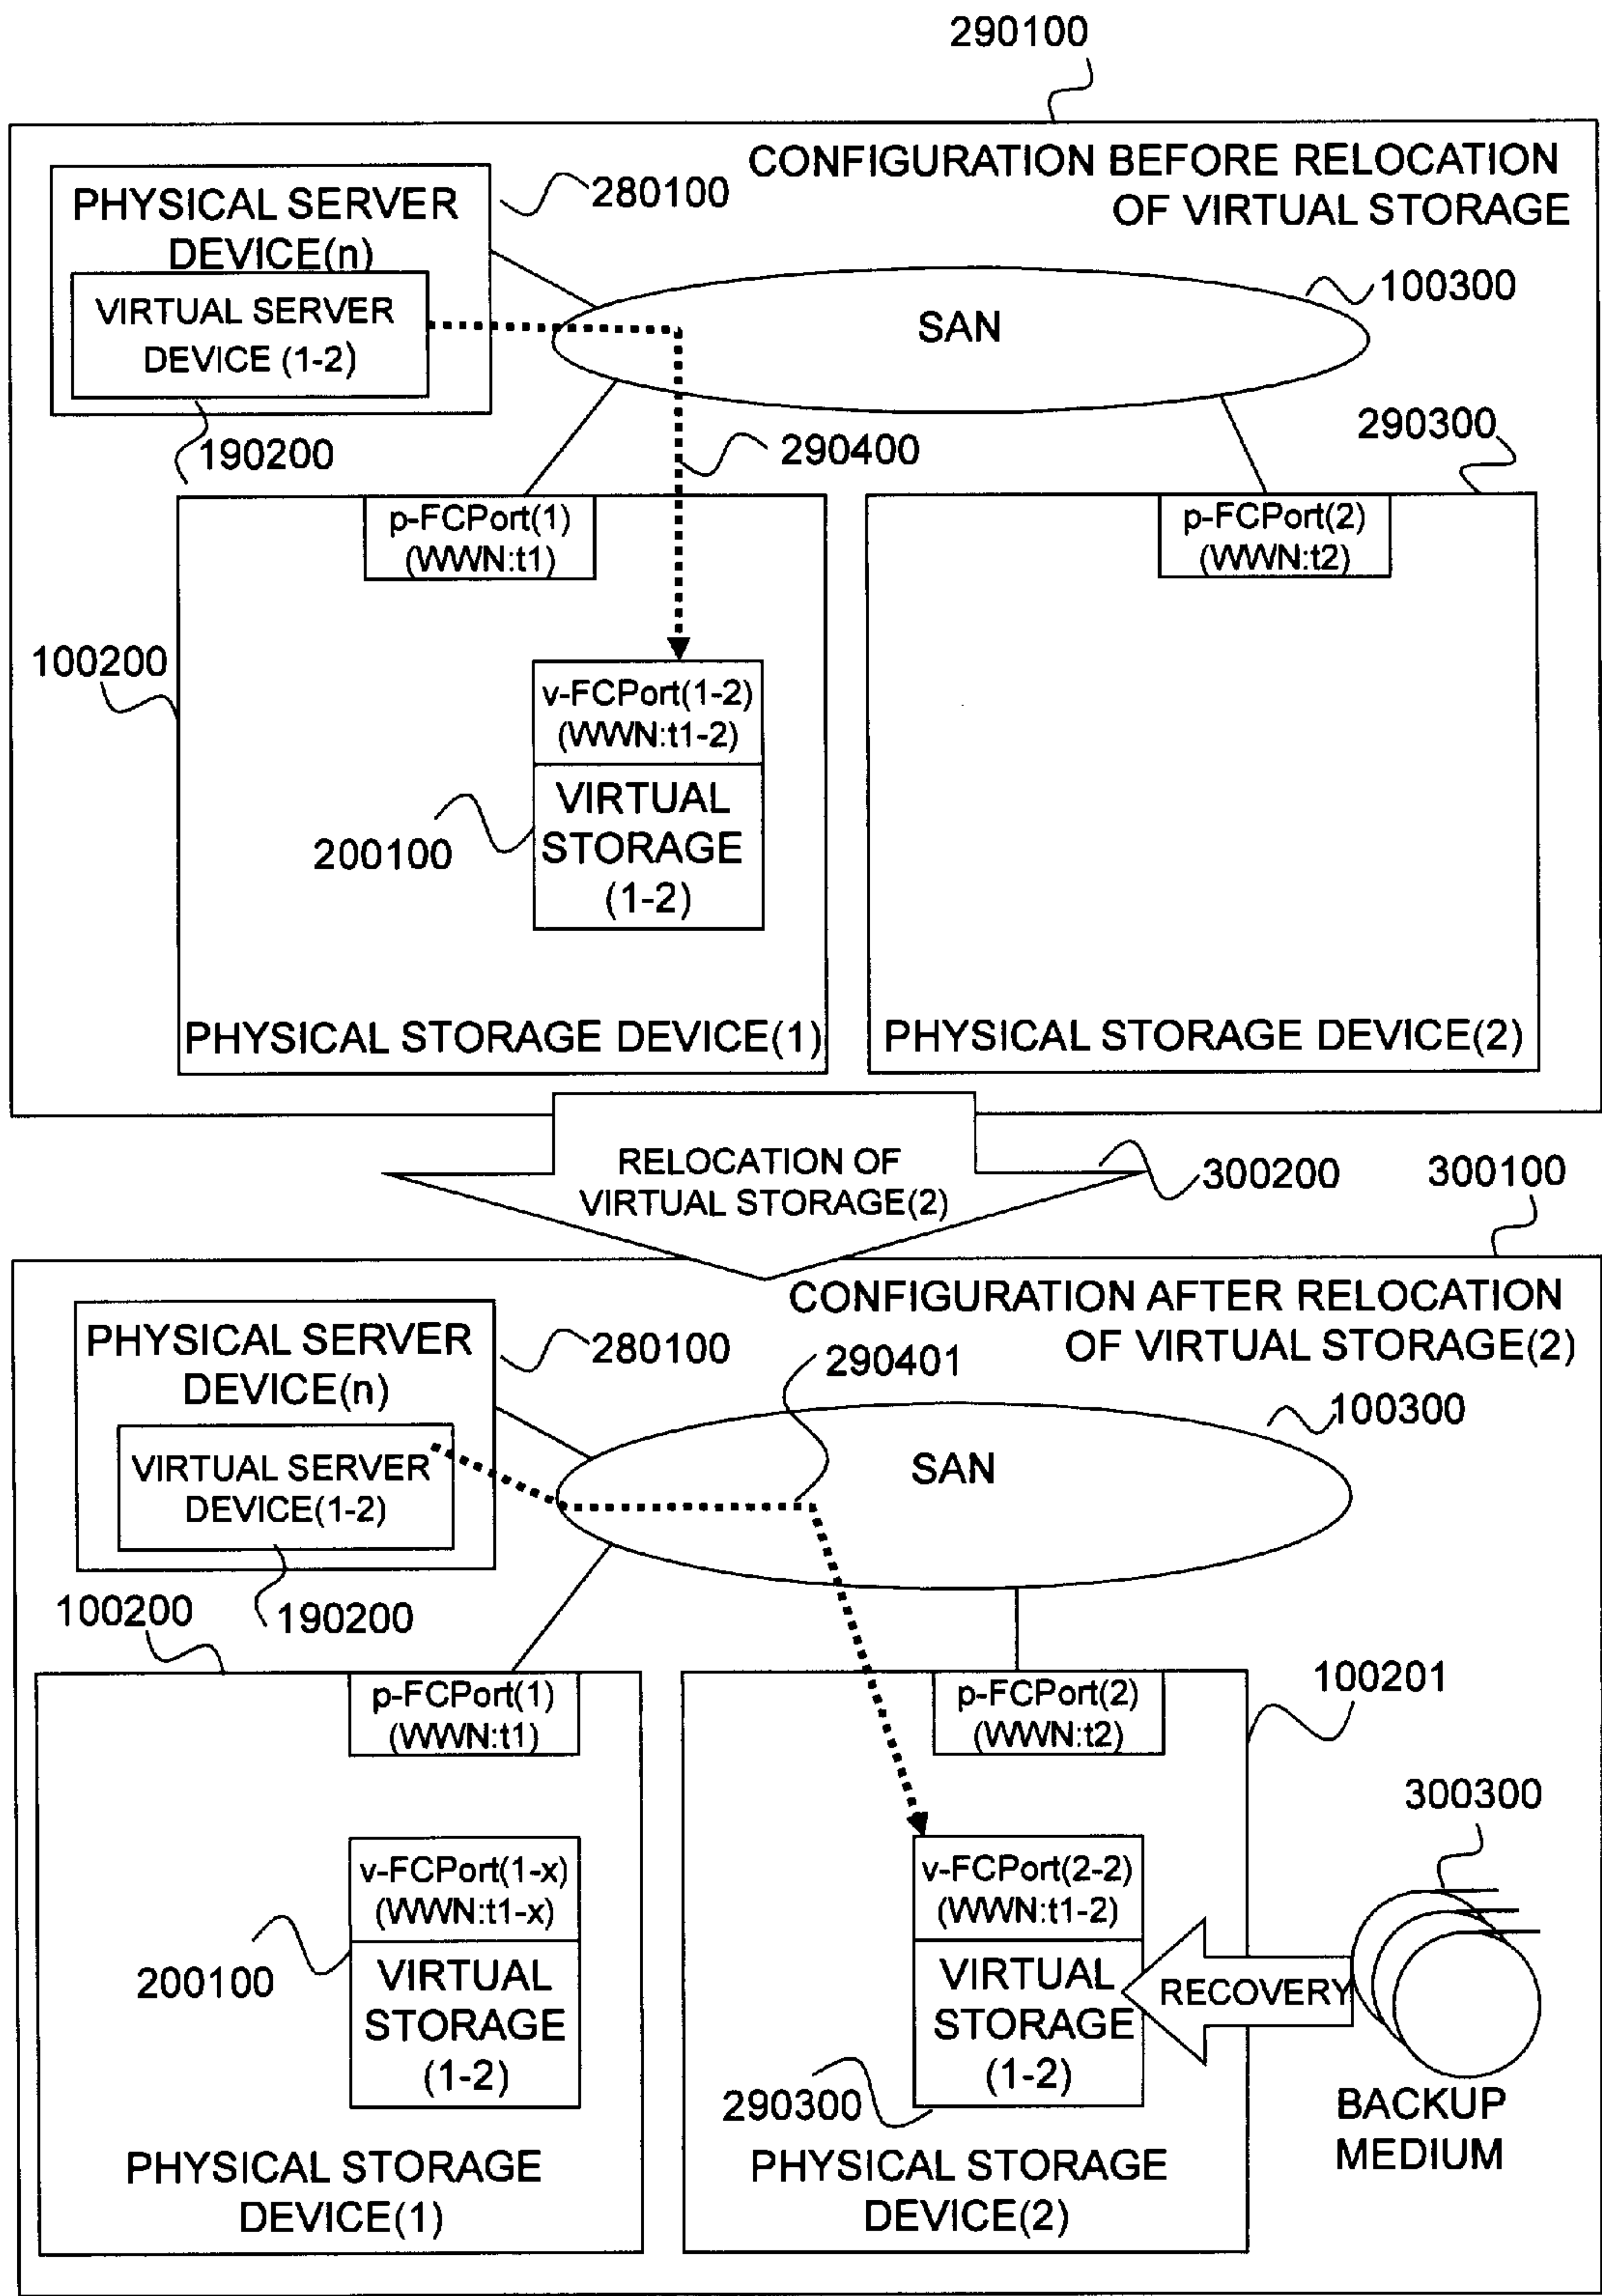 290100
CONFIGURATION BEFORE RELOCATION
OF VIRTUAL STORAGE
PHYSICAL SERVER
DEVICE(n)
280100
VIRTUAL SERVER
DEVICE (1-2)
100300
SAN
190200
290400
290300
p-FCPort(1)
(WWN:t1)
p-FCPort(2)
(WWN:t2)
100200
v-FCPort(1-2)
(WWN:t1-2)
VIRTUAL
STORAGE
(1-2)
200100
PHYSICAL STORAGE DEVICE(1)
PHYSICAL STORAGE DEVICE(2)
RELOCATION OF
VIRTUAL STORAGE(2)
300200
300100
CONFIGURATION AFTER RELOCATION
OF VIRTUAL STORAGE(2)
PHYSICAL SERVER
DEVICE(n)
280100
290401
100300
VIRTUAL SERVER
DEVICE(1-2)
SAN
100200
190200
p-FCPort(1)
(WWN:t1)
p-FCPort(2)
(WWN:t2)
100201
300300
v-FCPort(1-x)
(WWN:t1-x)
VIRTUAL
STORAGE
(1-2)
200100
v-FCPort(2-2)
(WWN:t1-2)
VIRTUAL
STORAGE
(1-2)
RECOVERY
290300
BACKUP
MEDIUM
PHYSICAL STORAGE
DEVICE(1)
PHYSICAL STORAGE
DEVICE(2)